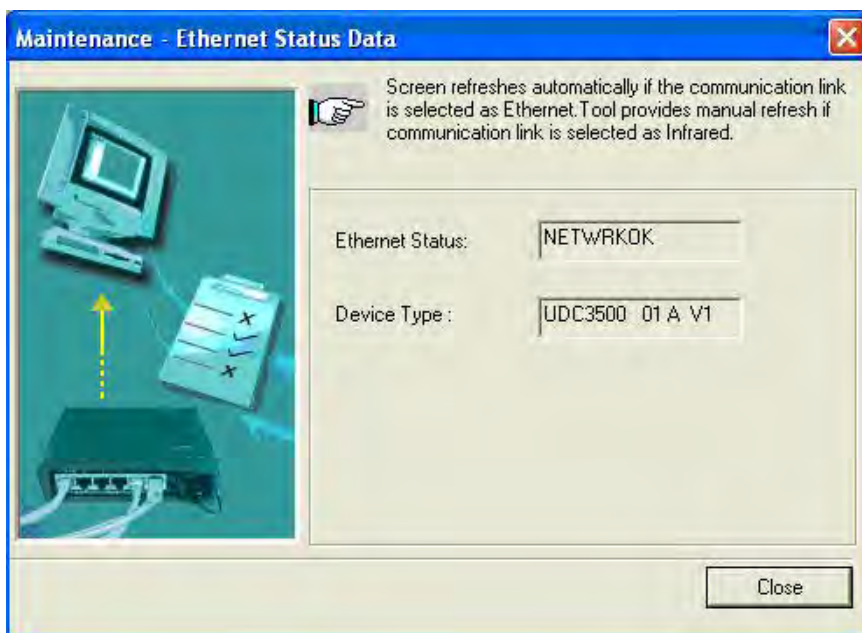 Maintenance - Ethernet Status Data
Screen refreshes automatically if the communication link
is selected as Ethernet.Tool provides manual refresh if
communication link is selected as Infrared.
Ethernet Status: NETWRKOK
Device Type : UDC3500 01 A V1
Close